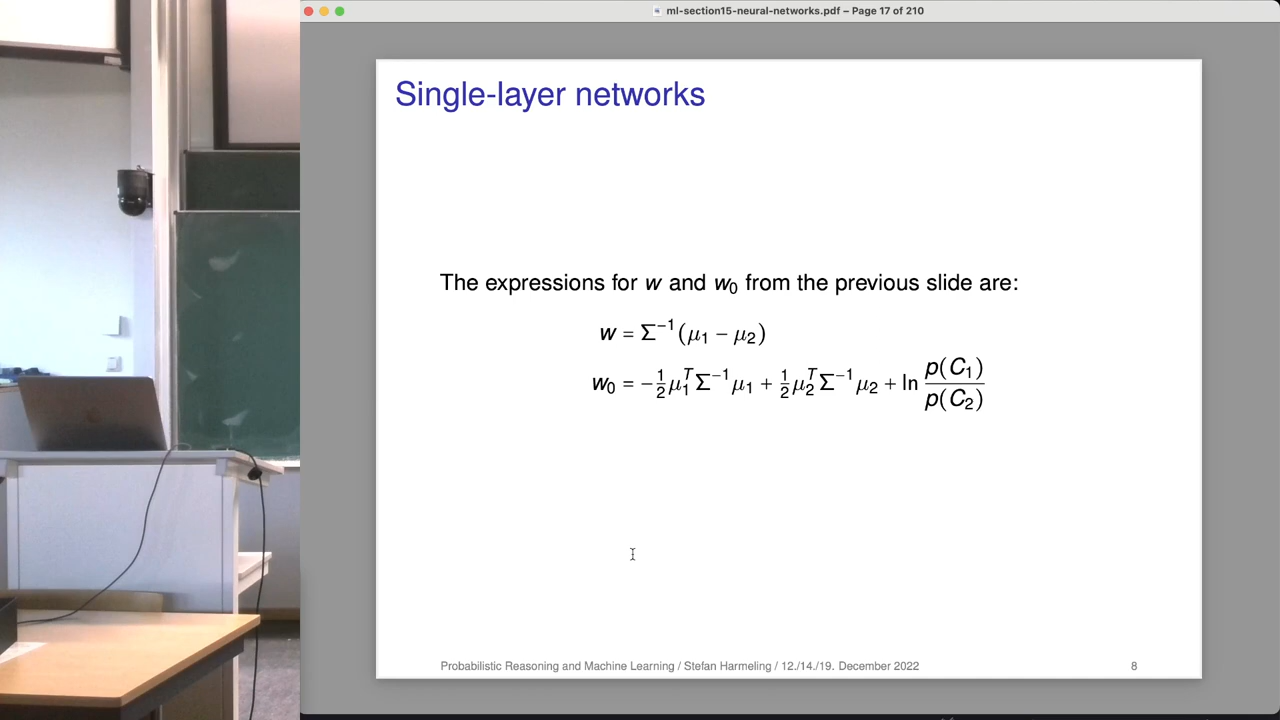 ml-section15-neural-networks.pdf – Page 17 of 210
Single-layer networks
The expressions for w and w₀ from the previous slide are:
w = Σ⁻¹(μ₁ − μ₂)
w₀ = −½μ₁ᵀΣ⁻¹μ₁ + ½μ₂ᵀΣ⁻¹μ₂ + ln p(C₁)/p(C₂)
Probabilistic Reasoning and Machine Learning / Stefan Harmeling / 12./14./19. December 2022 8